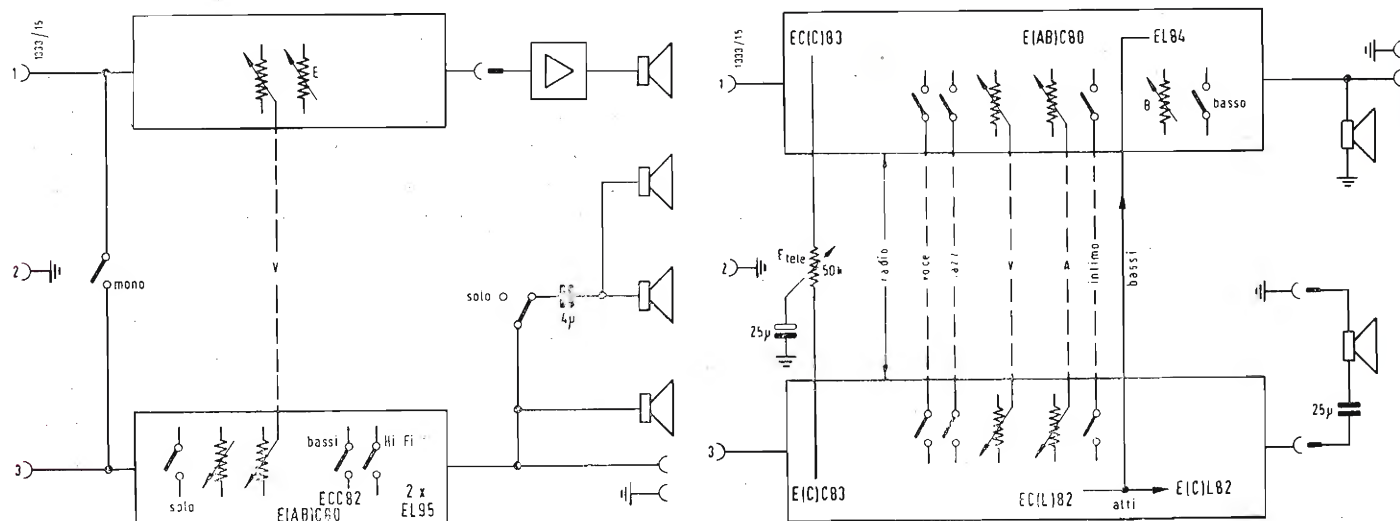 1333/15
1
E
V
2
mono
solo
4µ
3
solo
bassi
Hi Fi
ECC82
E(AB)C80
2 x
EL95
1333/15
EC(C)83
E(AB)C80
EL84
1
B
basso
2
E tele
50k
25µ
radio
voce
jazz
V
A
intimo
bassi
25µ
3
E(C)C83
EC(L)82
alti
E(C)L82